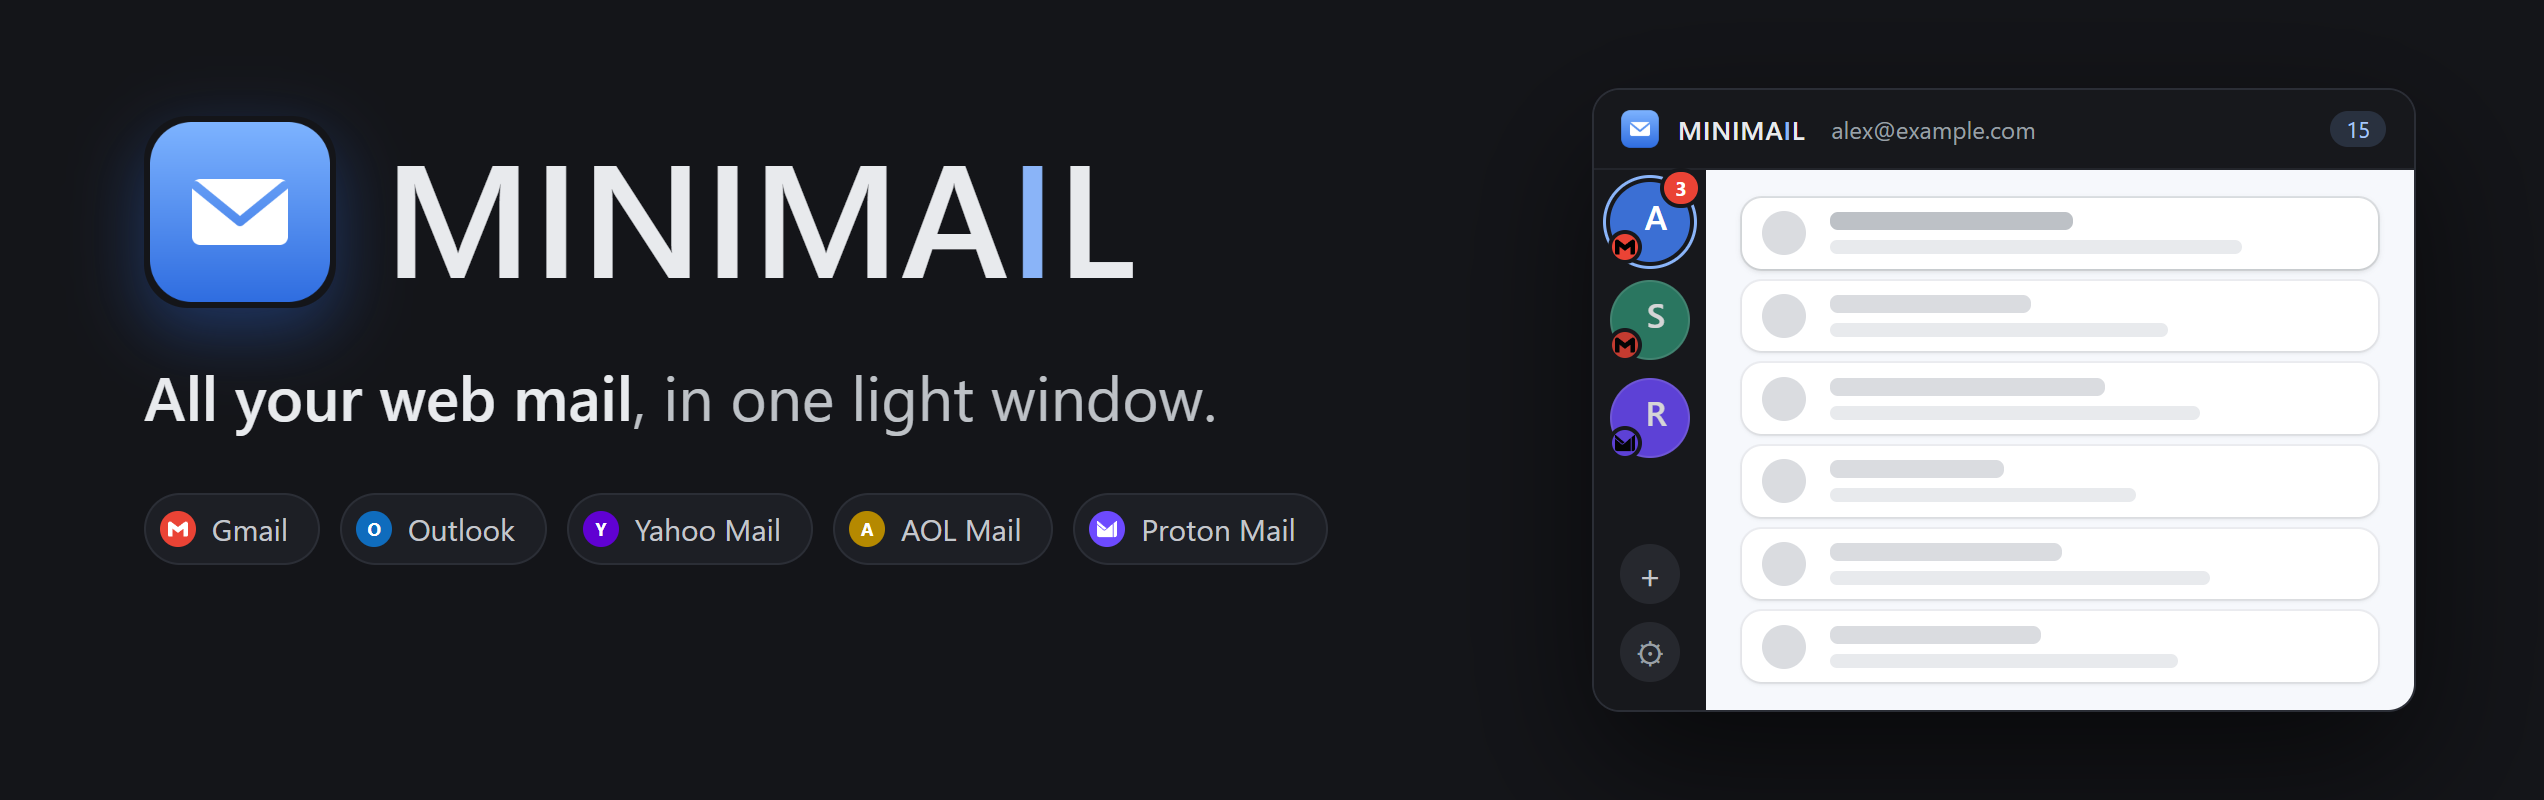 MINIMAIL
All your web mail, in one light window.
Gmail
O Outlook
Y Yahoo Mail
A AOL Mail
Proton Mail
MINIMAIL alex@example.com 15
A 3
S
R
+